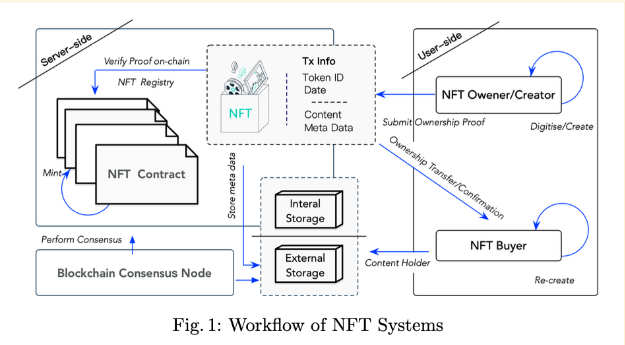 Server-side
User-side
Verify Proof on-chain
NFT Registry
Tx Info
Token ID
Date
Content
Meta Data
NFT
NFT Owener/Creator
Submit Ownership Proof
Digitise/Create
Mint
NFT Contract
Store meta data
Ownership Transfer/Confirmation
Interal
Storage
Perform Consensus
Blockchain Consensus Node
External
Storage
Content Holder
NFT Buyer
Re-create
Fig. 1: Workflow of NFT Systems